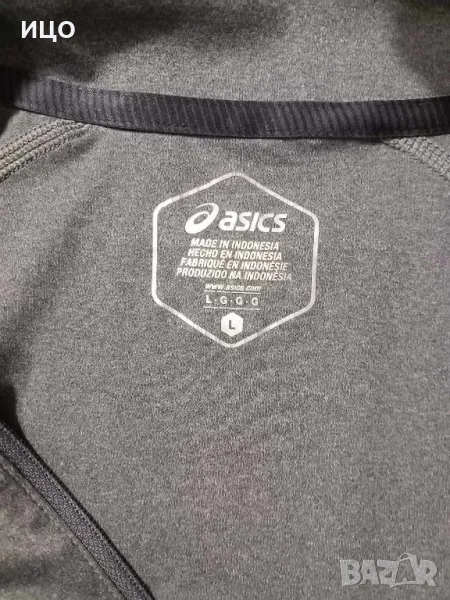 ицо
asics
MADE IN INDONESIA
HECHO EN INDONESIA
FABRIQUÉ EN INDONÉSIE
PRODUZIDO NA INDONÉSIA
www.asics.com
L·G·G·G
L
BAZAR